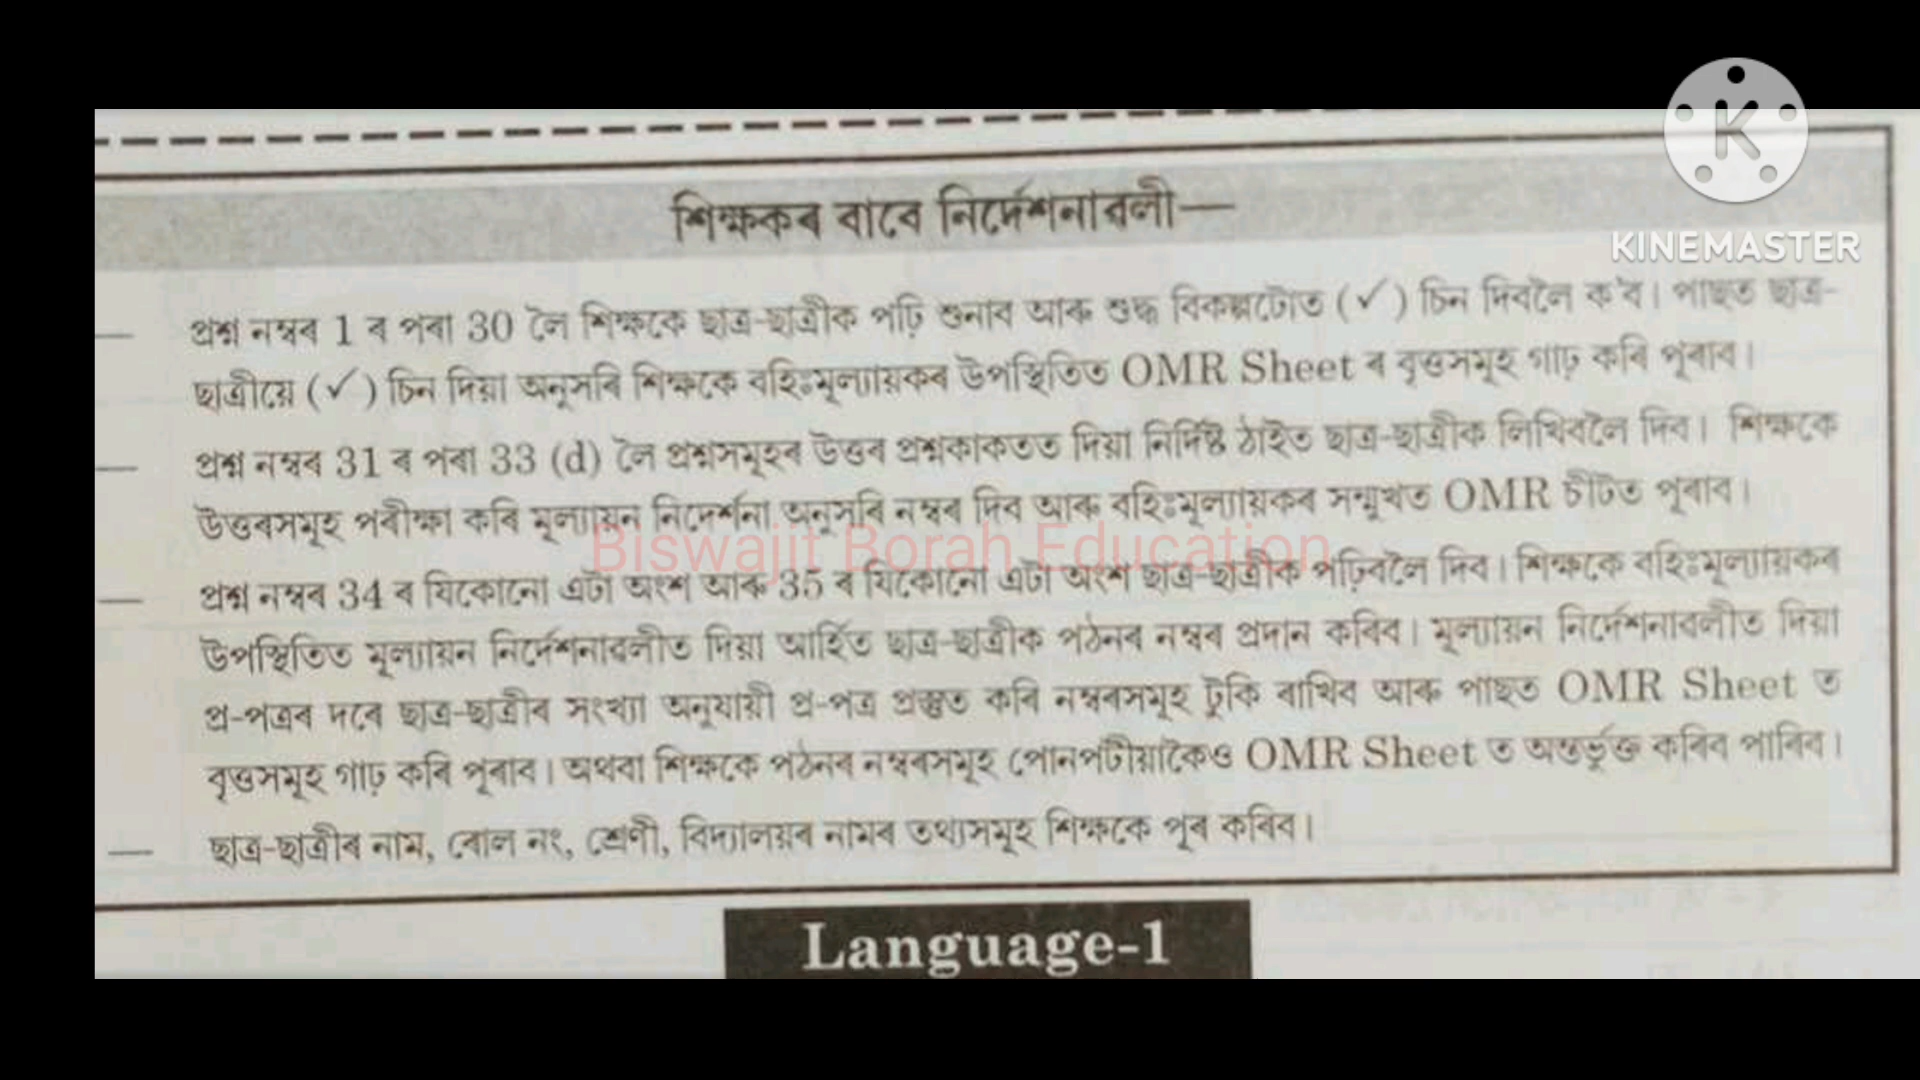 KINEMASTER
শিক্ষকৰ বাবে নিৰ্দেশনাৱলী—
— প্ৰশ্ন নম্বৰ 1 ৰ পৰা 30 লৈ শিক্ষকে ছাত্ৰ-ছাত্ৰীক পঢ়ি শুনাব আৰু শুদ্ধ বিকল্পটোত (✓) চিন দিবলৈ ক'ব। পাছত ছাত্ৰ-
ছাত্ৰীয়ে (✓) চিন দিয়া অনুসৰি শিক্ষকে বহিঃমূল্যায়কৰ উপস্থিতিত OMR Sheet ৰ বৃত্তসমূহ গাঢ় কৰি পূৰাব।
— প্ৰশ্ন নম্বৰ 31 ৰ পৰা 33 (d) লৈ প্ৰশ্নসমূহৰ উত্তৰ প্ৰশ্নকাকতত দিয়া নিৰ্দিষ্ট ঠাইত ছাত্ৰ-ছাত্ৰীক লিখিবলৈ দিব। শিক্ষকে
উত্তৰসমূহ পৰীক্ষা কৰি মূল্যায়ন নিদেৰ্শনা অনুসৰি নম্বৰ দিব আৰু বহিঃমূল্যায়কৰ সন্মুখত OMR চীটত পূৰাব।
Biswajit Borah Education
— প্ৰশ্ন নম্বৰ 34 ৰ যিকোনো এটা অংশ আৰু 35 ৰ যিকোনো এটা অংশ ছাত্ৰ-ছাত্ৰীক পঢ়িবলৈ দিব। শিক্ষকে বহিঃমূল্যায়কৰ
উপস্থিতিত মূল্যায়ন নিৰ্দেশনাৱলীত দিয়া আৰ্হিত ছাত্ৰ-ছাত্ৰীক পঠনৰ নম্বৰ প্ৰদান কৰিব। মূল্যায়ন নিৰ্দেশনাৱলীত দিয়া
প্ৰ-পত্ৰৰ দৰে ছাত্ৰ-ছাত্ৰীৰ সংখ্যা অনুযায়ী প্ৰ-পত্ৰ প্ৰস্তুত কৰি নম্বৰসমূহ টুকি ৰাখিব আৰু পাছত OMR Sheet ত
বৃত্তসমূহ গাঢ় কৰি পূৰাব। অথবা শিক্ষকে পঠনৰ নম্বৰসমূহ পোনপটীয়াকৈও OMR Sheet ত অন্তৰ্ভুক্ত কৰিব পাৰিব।
— ছাত্ৰ-ছাত্ৰীৰ নাম, ৰোল নং, শ্ৰেণী, বিদ্যালয়ৰ নামৰ তথ্যসমূহ শিক্ষকে পূৰ কৰিব।
Language-1